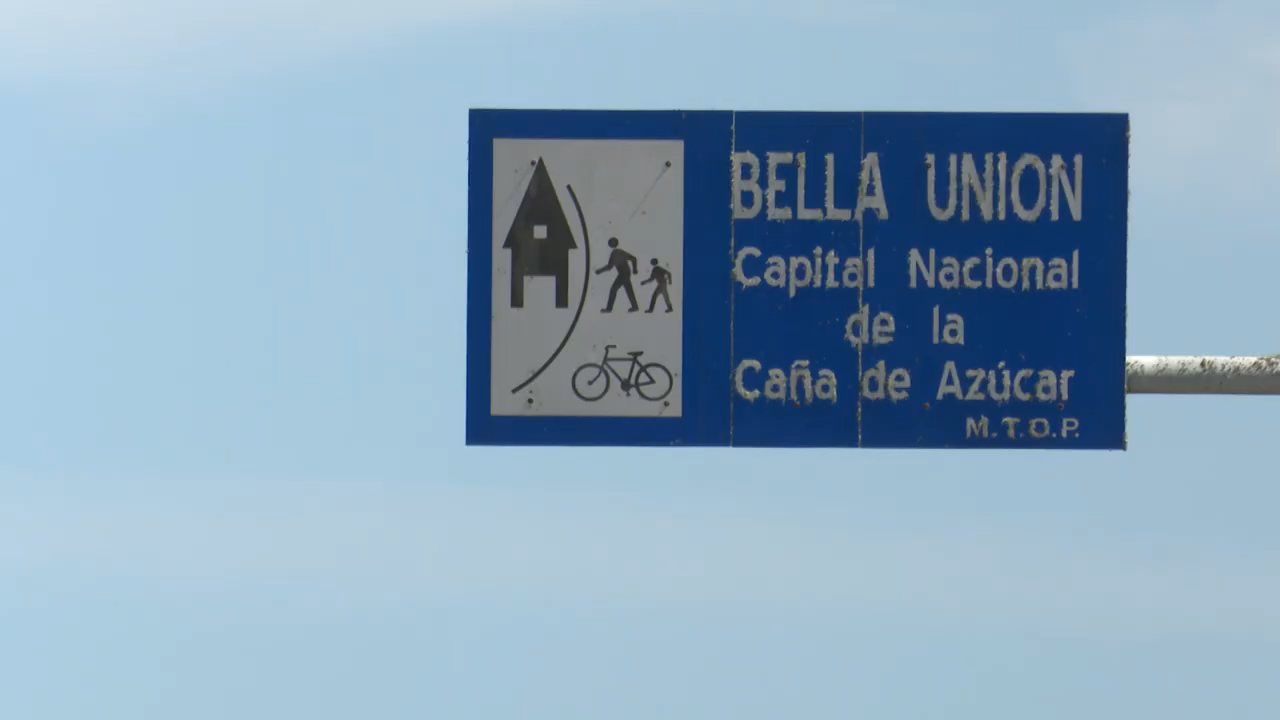 BELLA UNION
Capital Nacional
de la
Caña de Azúcar
M.T.O.P.